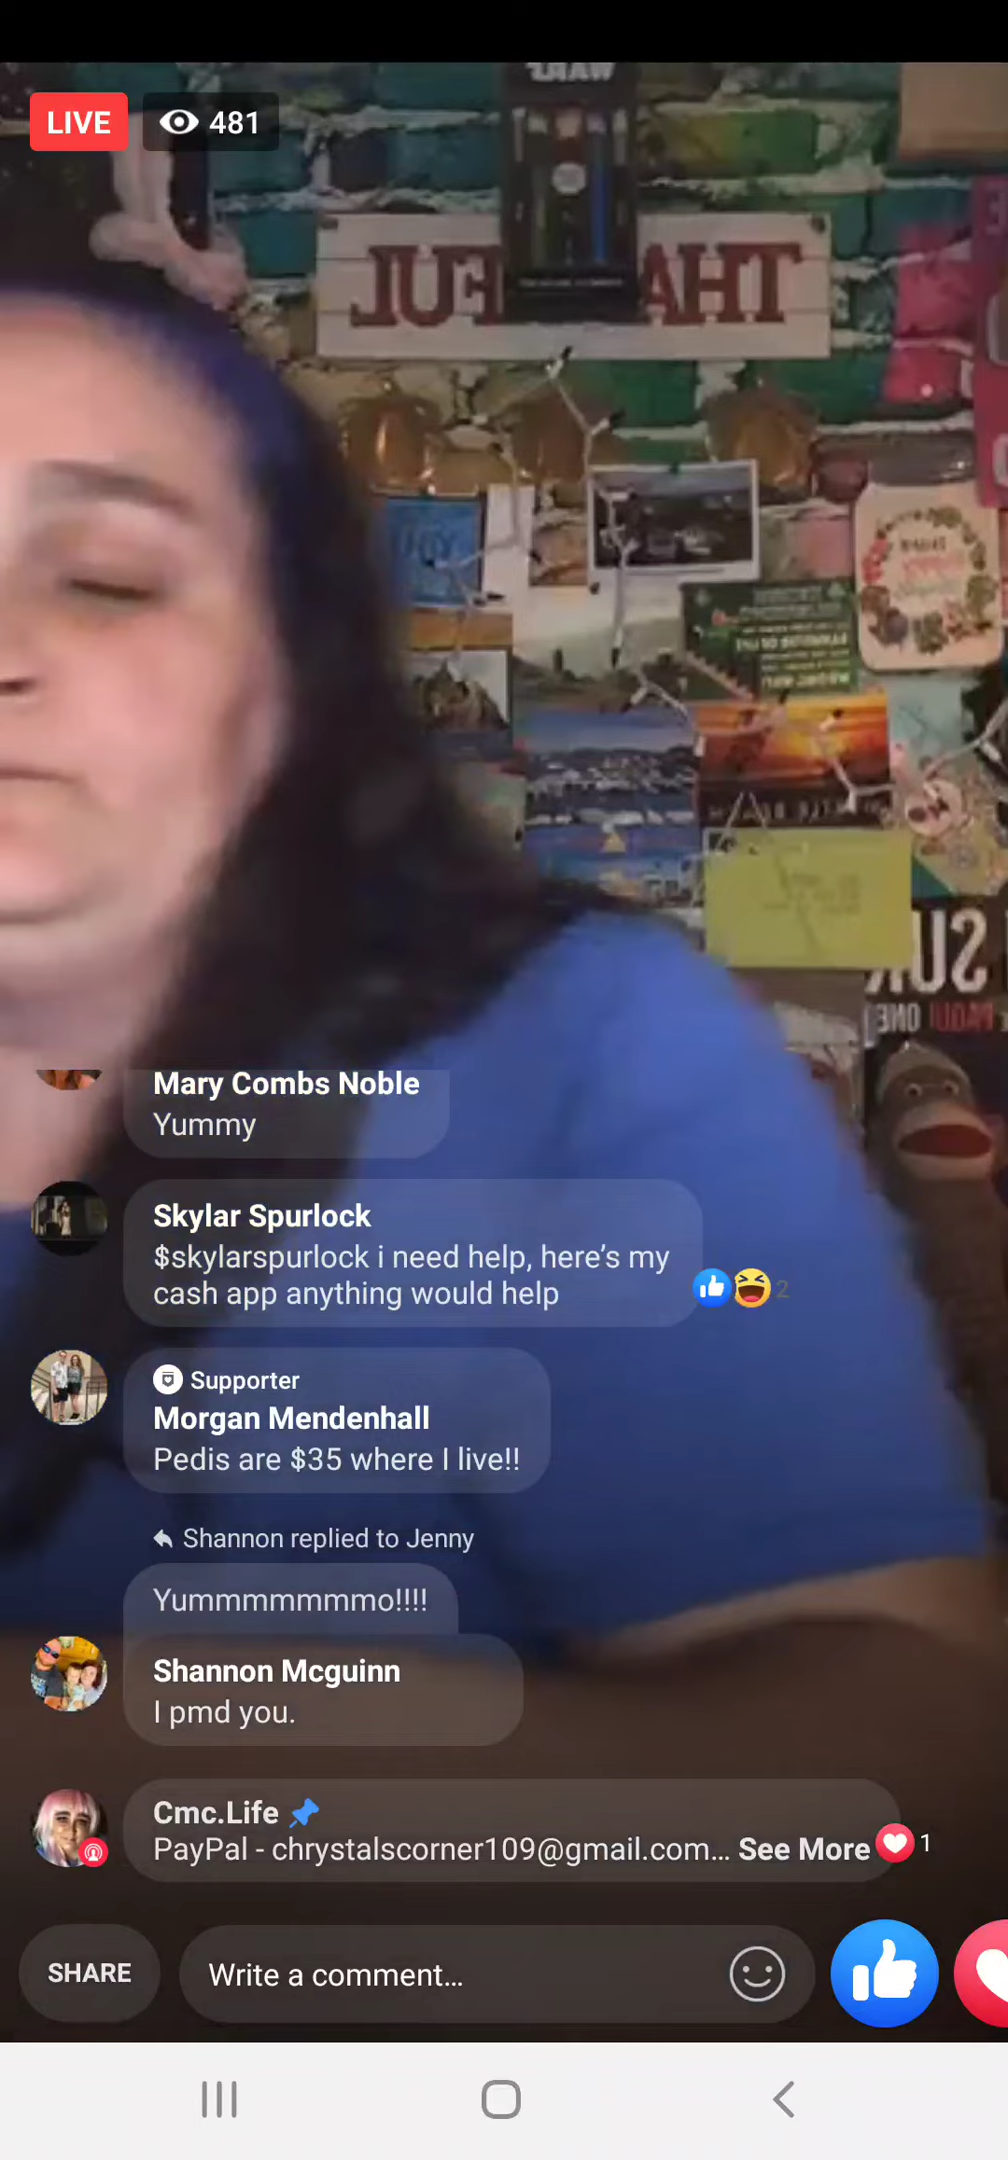 LIVE 481
Mary Combs Noble
Yummy
Skylar Spurlock
$skylarspurlock i need help, here's my
cash app anything would help
2
Supporter
Morgan Mendenhall
Pedis are $35 where I live!!
Shannon replied to Jenny
Yummmmmmmo!!!!
Shannon Mcguinn
I pmd you.
Cmc.Life
PayPal - chrystalscorner109@gmail.com... See More 1
SHARE
Write a comment...